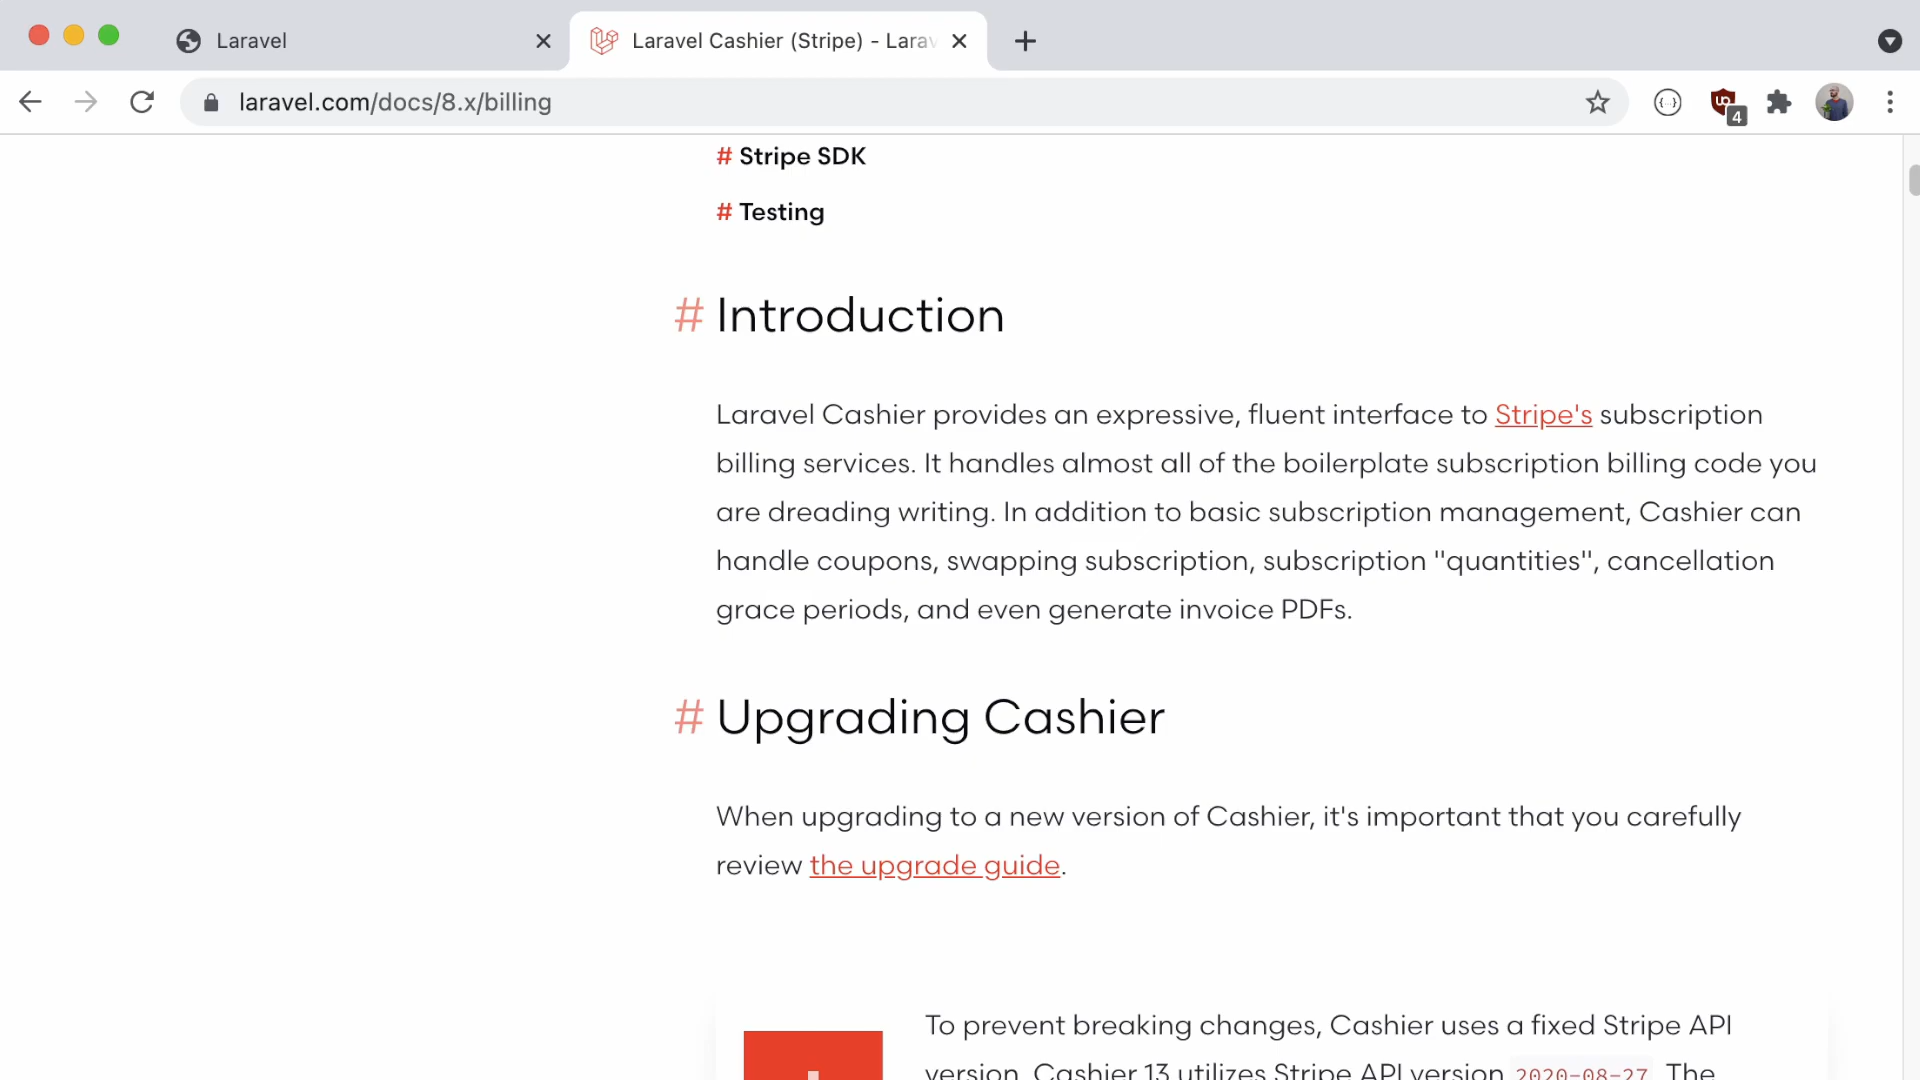 Laravel
Laravel Cashier (Stripe) - Larav
laravel.com/docs/8.x/billing
4
# Stripe SDK
# Testing
# Introduction
Laravel Cashier provides an expressive, fluent interface to Stripe's subscription
billing services. It handles almost all of the boilerplate subscription billing code you
are dreading writing. In addition to basic subscription management, Cashier can
handle coupons, swapping subscription, subscription "quantities", cancellation
grace periods, and even generate invoice PDFs.
# Upgrading Cashier
When upgrading to a new version of Cashier, it's important that you carefully
review the upgrade guide.
To prevent breaking changes, Cashier uses a fixed Stripe API
version. Cashier 13 utilizes Stripe API version 2020-08-27. The